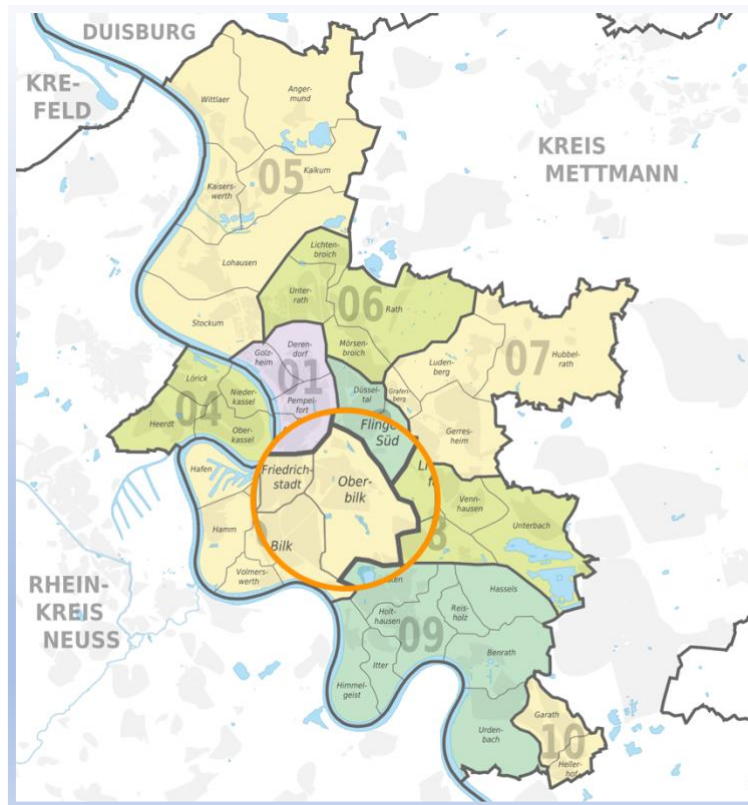 DUISBURG
KRE-
FELD
KREIS
METTMANN
Wittlaer
Anger-
mund
05
Kalkum
Kaisers-
werth
Lohausen
Stockum
Lichten-
broich
Unter-
rath
06
Rath
Mörsen-
broich
07
Hubbel-
rath
Luden-
berg
Grafen-
berg
Gerres-
heim
Golz-
heim
Deren-
dorf
01
Pempel-
fort
Düssel-
tal
Süd
Lörick
04
Nieder-
kassel
Heerdt
Ober-
kassel
Hafen
Friedrich-
stadt
Ober-
bilk
Hamm
Bilk
Volmers-
werth
Venn-
hausen
Unterbach
8
RHEIN-
KREIS
NEUSS
Hassels
Holt-
hausen
Reis-
holz
09
Itter
Benrath
Himmel-
geist
Urden-
bach
Garath
10
Heller-
hof